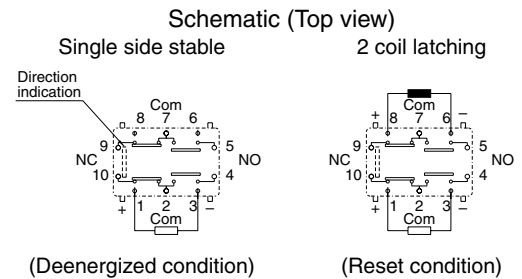 Schematic (Top view)
Single side stable
2 coil latching
Direction
indication
Com
8 7 6
9
5
NC
NO
10
4
+ 1 2 3 –
Com
(Deenergized condition)
Com
+ 8 7 6 –
9
5
NC
NO
10
4
+ 1 2 3 –
Com
(Reset condition)